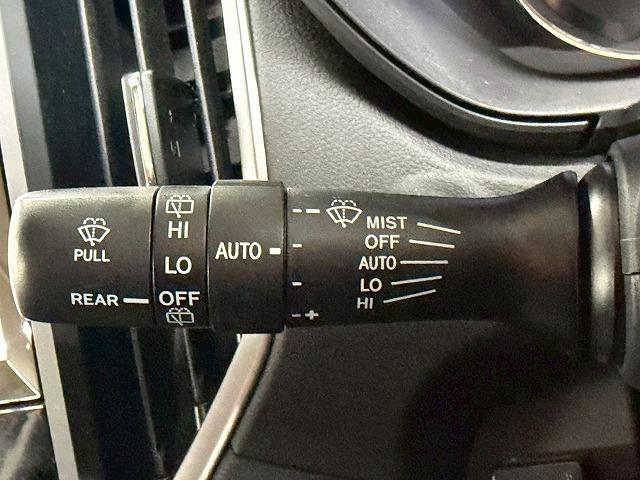 PULL
REAR
HI
LO
OFF
AUTO
- +
MIST
OFF
AUTO
LO
HI